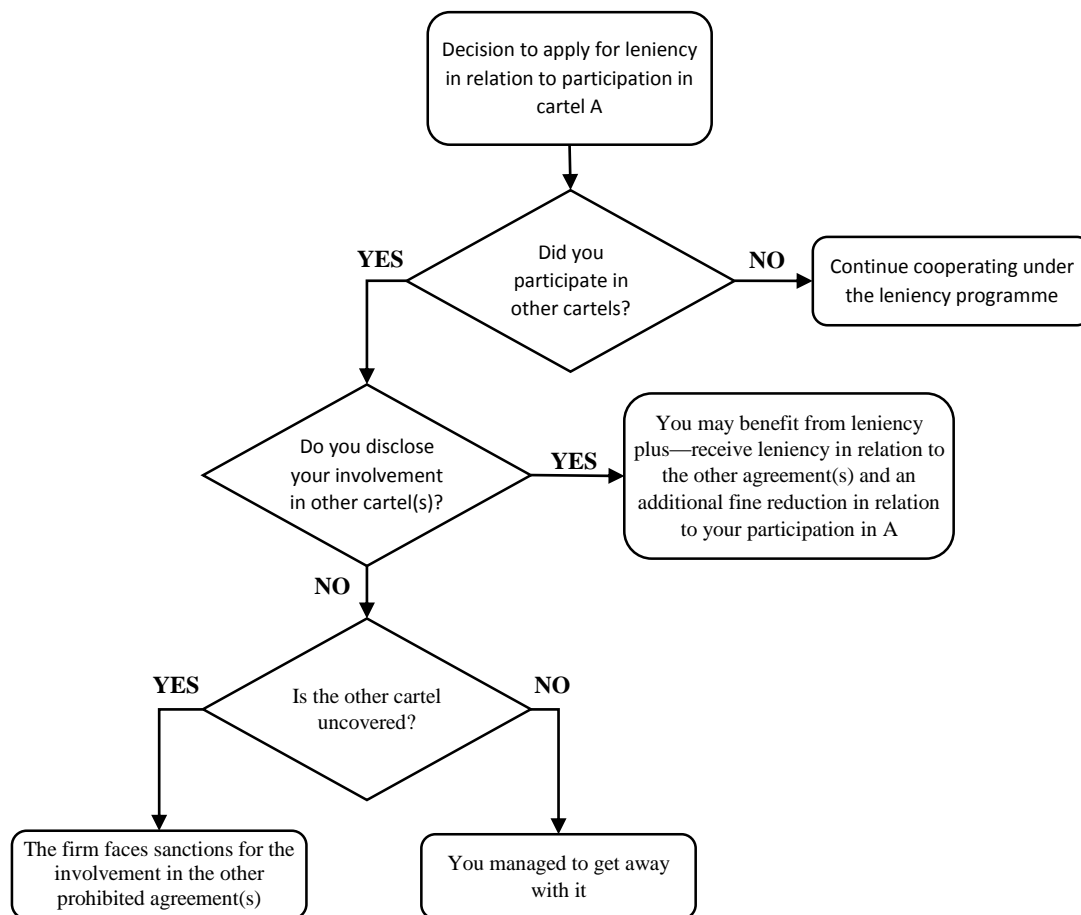 Decision to apply for leniency
in relation to participation in
cartel A
Did you
participate in
other cartels?
YES
NO
Continue cooperating under
the leniency programme
Do you disclose
your involvement
in other cartel(s)?
YES
You may benefit from leniency
plus—receive leniency in relation to
the other agreement(s) and an
additional fine reduction in relation
to your participation in A
NO
Is the other cartel
uncovered?
YES
NO
The firm faces sanctions for the
involvement in the other
prohibited agreement(s)
You managed to get away
with it